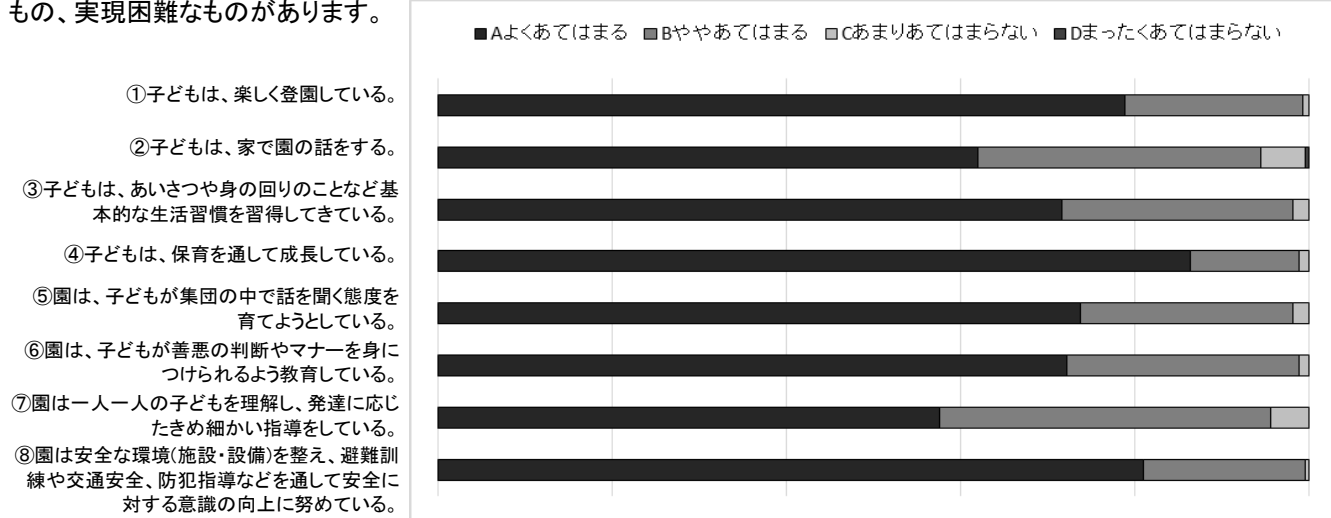 もの、実現困難なものがあります。
■Aよくあてはまる ■Bややあてはまる □Cあまりあてはまらない ■Dまったくあてはまらない
①子どもは、楽しく登園している。
②子どもは、家で園の話をする。
③子どもは、あいさつや身の回りのことなど基
本的な生活習慣を習得してきている。
④子どもは、保育を通して成長している。
⑤園は、子どもが集団の中で話を聞く態度を
育てようとしている。
⑥園は、子どもが善悪の判断やマナーを身に
つけられるよう教育している。
⑦園は一人一人の子どもを理解し、発達に応じ
たきめ細かい指導をしている。
⑧園は安全な環境(施設・設備)を整え、避難訓
練や交通安全、防犯指導などを通して安全に
対する意識の向上に努めている。